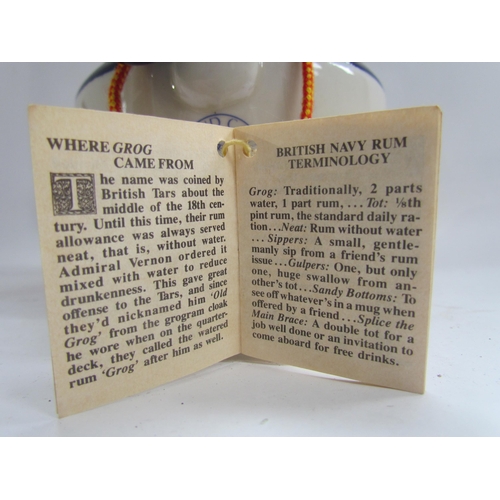 WHERE GROG
CAME FROM
The name was coined by
British Tars about the
middle of the 18th cen-
tury. Until this time, their rum
allowance was always served
neat, that is, without water.
Admiral Vernon ordered it
mixed with water to reduce
drunkenness. This gave great
offense to the Tars, and since
they'd nicknamed him 'Old
Grog' from the grogram cloak
he wore when on the quarter-
deck, they called the watered
rum 'Grog' after him as well.
BRITISH NAVY RUM
TERMINOLOGY
Grog: Traditionally, 2 parts
water, 1 part rum, . . . Tot: ⅛th
pint rum, the standard daily ra-
tion . . . Neat: Rum without water
. . . Sippers: A small, gentle-
manly sip from a friend's rum
issue . . . Gulpers: One, but only
one, huge swallow from an-
other's tot . . . Sandy Bottoms: To
see off whatever's in a mug when
offered by a friend . . . Splice the
Main Brace: A double tot for a
job well done or an invitation to
come aboard for free drinks.